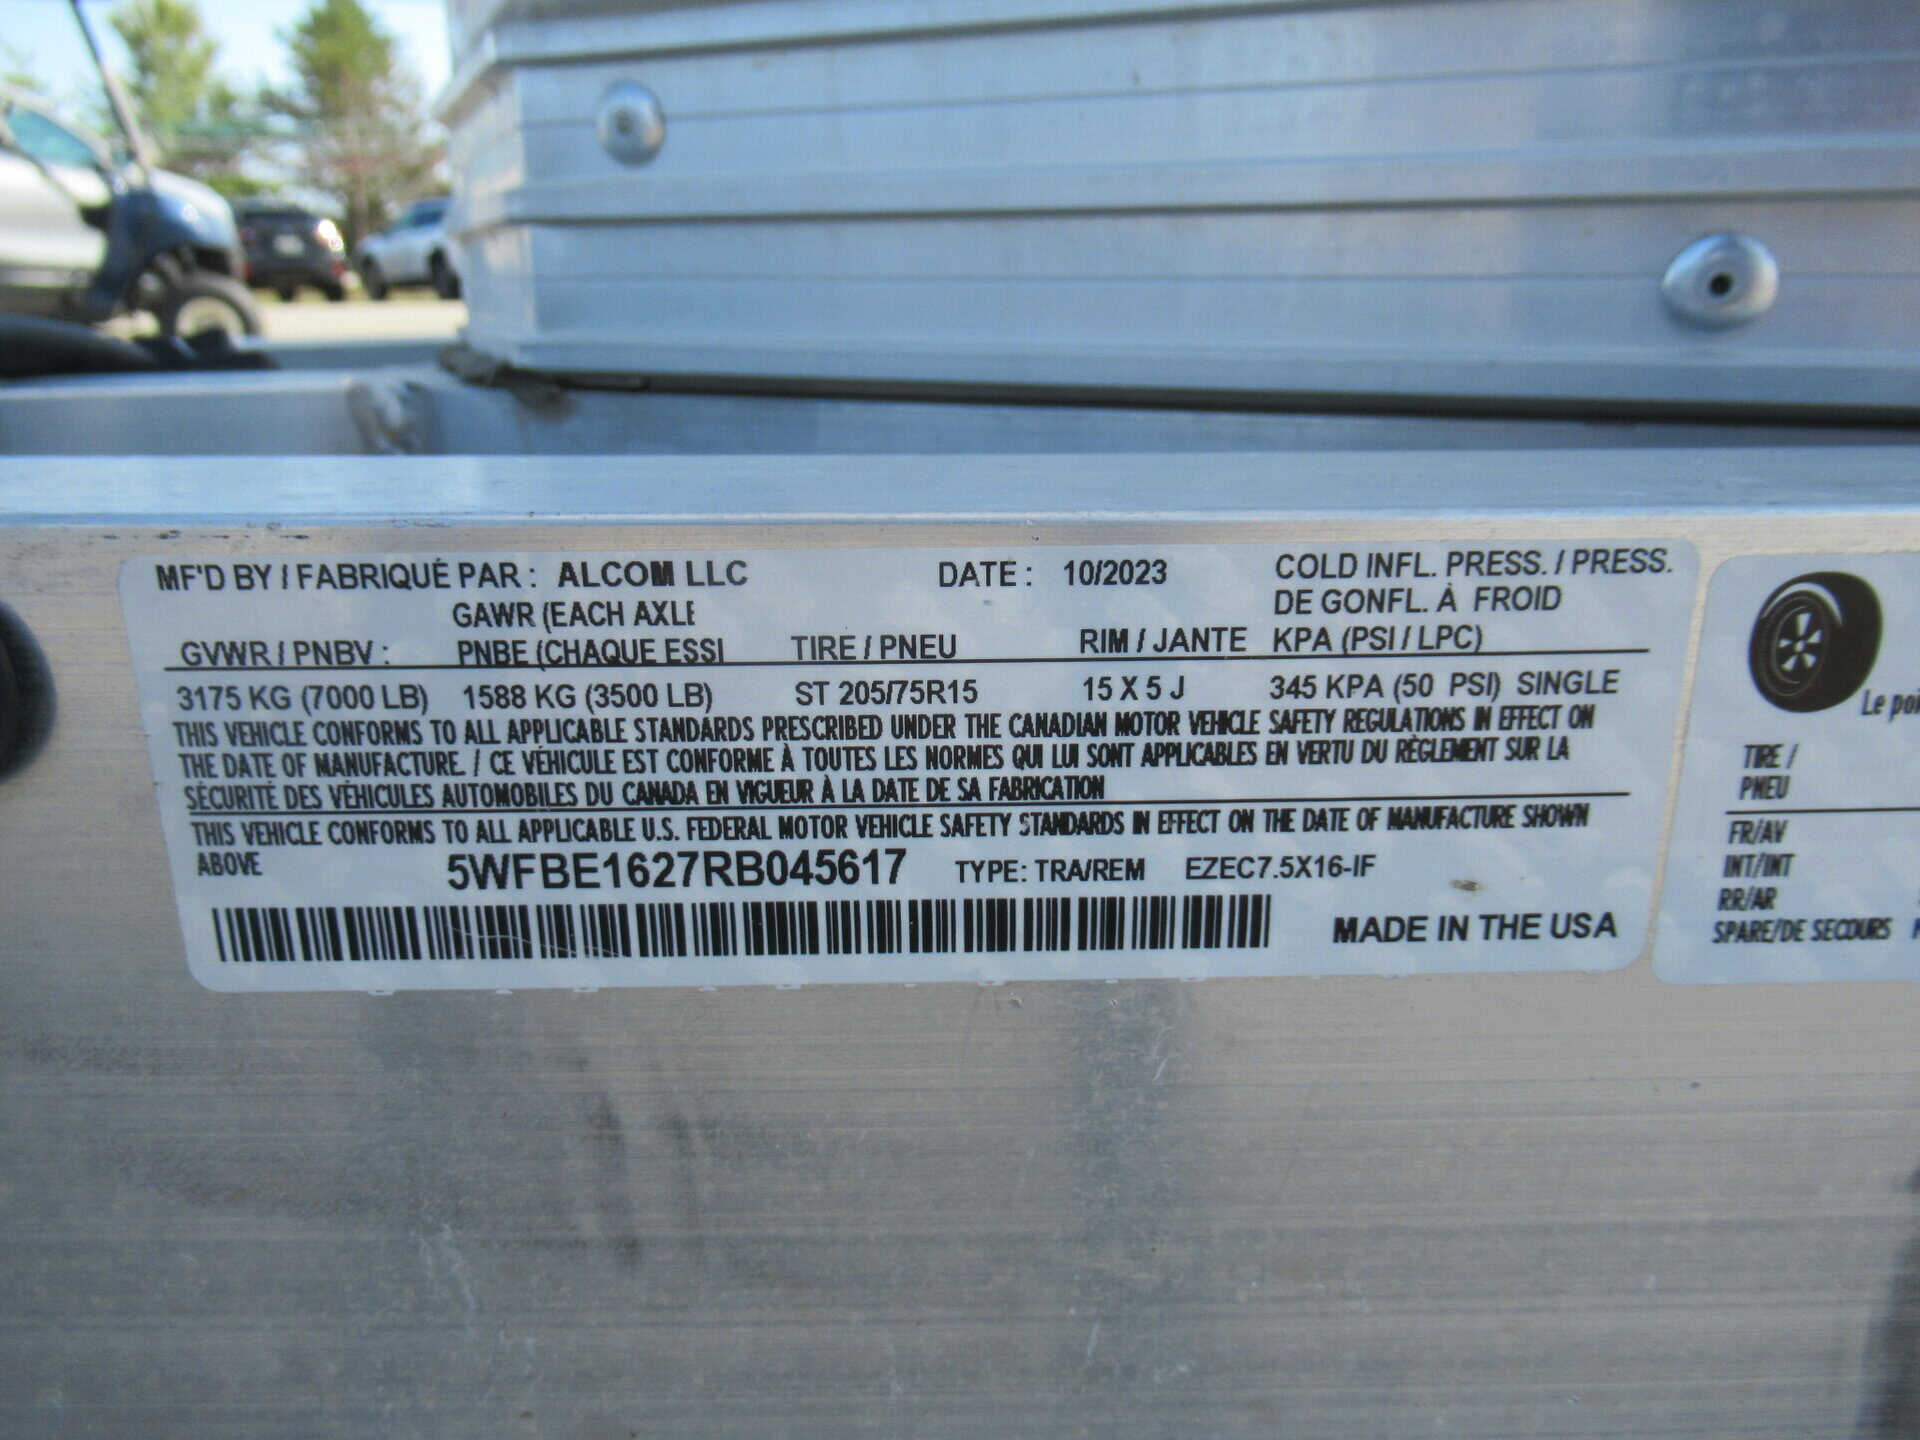 MF'D BY / FABRIQUÉ PAR : ALCOM LLC DATE : 10/2023 COLD INFL. PRESS. / PRESS.
GAWR (EACH AXLE DE GONFL. À FROID
GVWR / PNBV : PNBE (CHAQUE ESSI TIRE / PNEU RIM / JANTE KPA (PSI / LPC)
3175 KG (7000 LB) 1588 KG (3500 LB) ST 205/75R15 15 X 5 J 345 KPA (50 PSI) SINGLE
THIS VEHICLE CONFORMS TO ALL APPLICABLE STANDARDS PRESCRIBED UNDER THE CANADIAN MOTOR VEHICLE SAFETY REGULATIONS IN EFFECT ON
THE DATE OF MANUFACTURE. / CE VÉHICULE EST CONFORME À TOUTES LES NORMES QUI LUI SONT APPLICABLES EN VERTU DU RÈGLEMENT SUR LA
SÉCURITÉ DES VÉHICULES AUTOMOBILES DU CANADA EN VIGUEUR À LA DATE DE SA FABRICATION
THIS VEHICLE CONFORMS TO ALL APPLICABLE U.S. FEDERAL MOTOR VEHICLE SAFETY STANDARDS IN EFFECT ON THE DATE OF MANUFACTURE SHOWN
ABOVE 5WFBE1627RB045617 TYPE: TRA/REM EZEC7.5X16-IF
MADE IN THE USA
Le poi
TIRE /
PNEU
FR/AV
INT/INT
RR/AR
SPARE/DE SECOURS